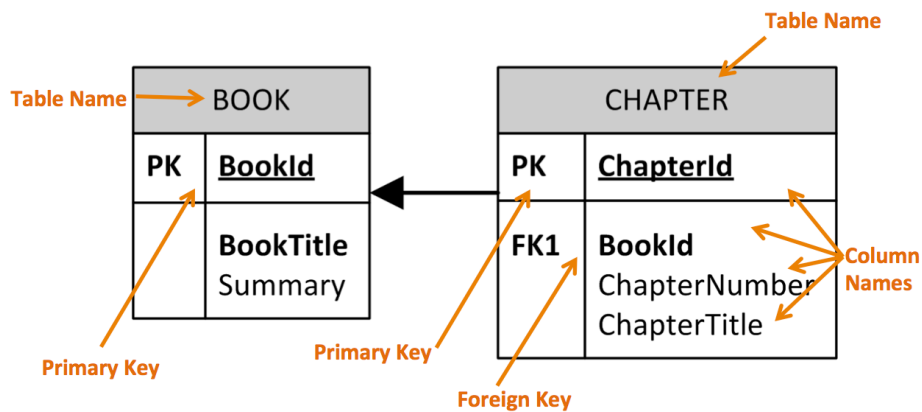 Table Name
Table Name
BOOK
CHAPTER
PK BookId
PK ChapterId
BookTitle
Summary
FK1 BookId
ChapterNumber
ChapterTitle
Column
Names
Primary Key
Primary Key
Foreign Key